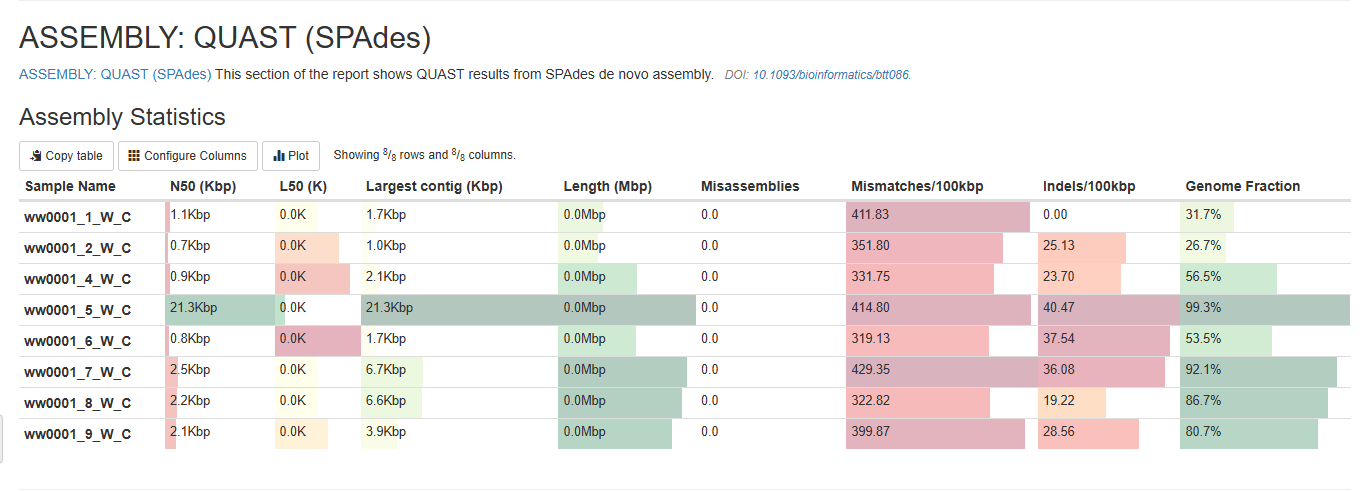 ASSEMBLY: QUAST (SPAdes)
ASSEMBLY: QUAST (SPAdes) This section of the report shows QUAST results from SPAdes de novo assembly. DOI: 10.1093/bioinformatics/btt086.
Assembly Statistics
Copy table Configure Columns Plot Showing 8/8 rows and 8/8 columns.
Sample Name N50 (Kbp) L50 (K) Largest contig (Kbp) Length (Mbp) Misassemblies Mismatches/100kbp Indels/100kbp Genome Fraction
ww0001_1_W_C 1.1Kbp 0.0K 1.7Kbp 0.0Mbp 0.0 411.83 0.00 31.7%
ww0001_2_W_C 0.7Kbp 0.0K 1.0Kbp 0.0Mbp 0.0 351.80 25.13 26.7%
ww0001_4_W_C 0.9Kbp 0.0K 2.1Kbp 0.0Mbp 0.0 331.75 23.70 56.5%
ww0001_5_W_C 21.3Kbp 0.0K 21.3Kbp 0.0Mbp 0.0 414.80 40.47 99.3%
ww0001_6_W_C 0.8Kbp 0.0K 1.7Kbp 0.0Mbp 0.0 319.13 37.54 53.5%
ww0001_7_W_C 2.5Kbp 0.0K 6.7Kbp 0.0Mbp 0.0 429.35 36.08 92.1%
ww0001_8_W_C 2.2Kbp 0.0K 6.6Kbp 0.0Mbp 0.0 322.82 19.22 86.7%
ww0001_9_W_C 2.1Kbp 0.0K 3.9Kbp 0.0Mbp 0.0 399.87 28.56 80.7%